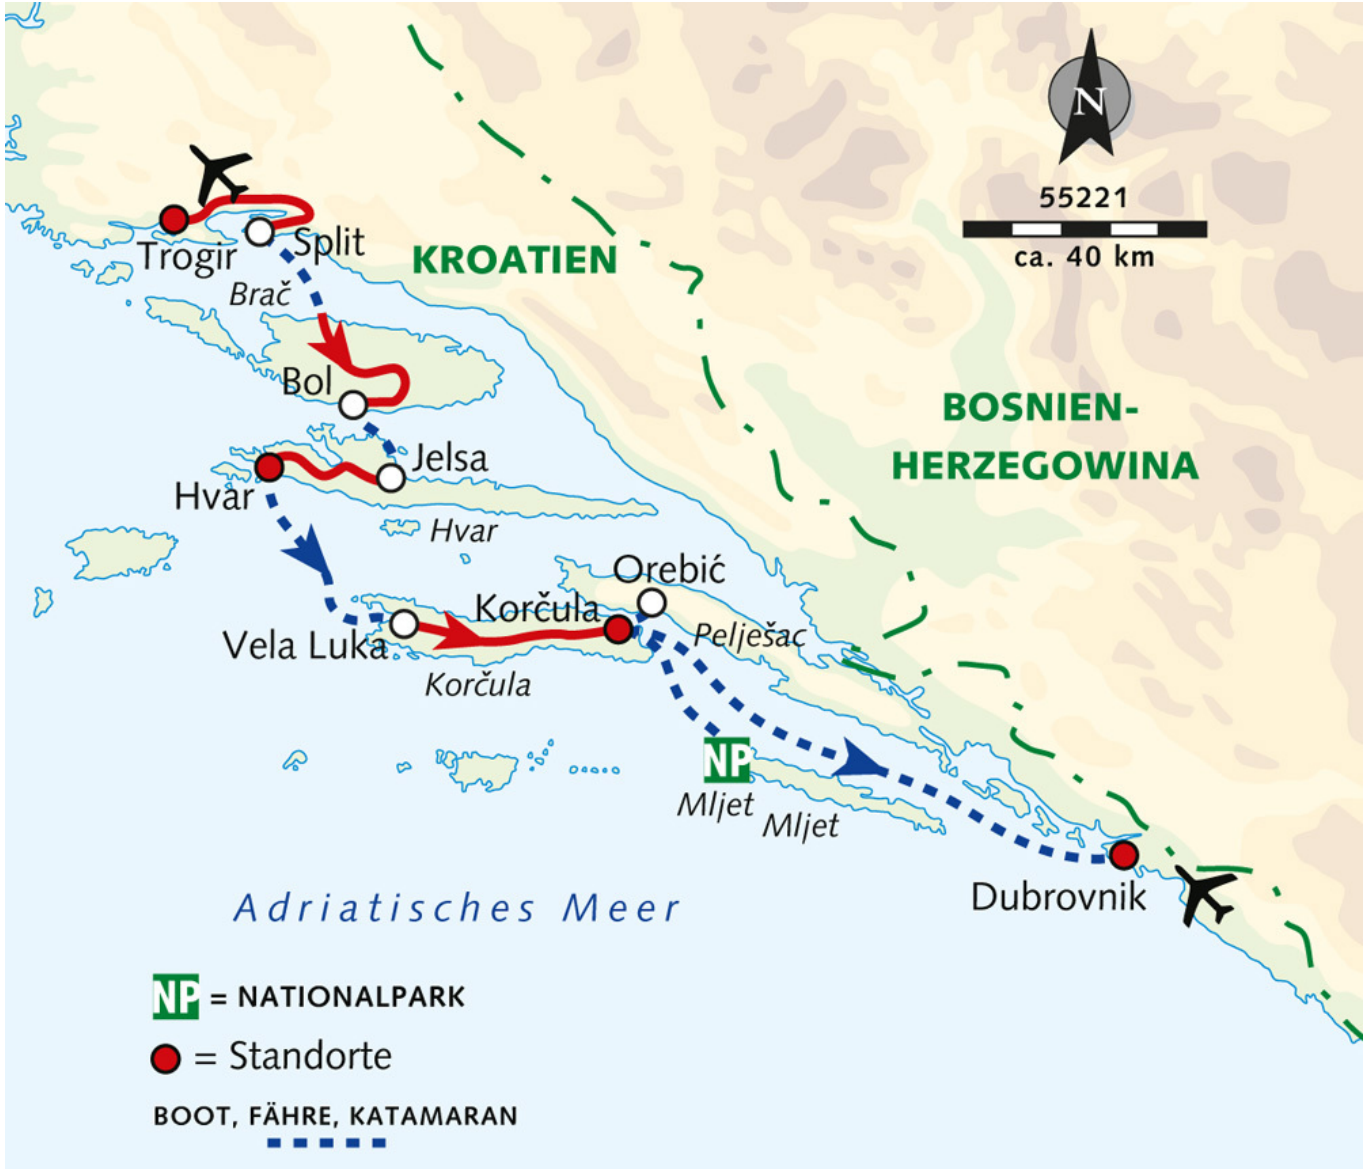 N
55221
ca. 40 km
KROATIEN
Trogir
Split
Brač
Bol
BOSNIEN-
HERZEGOWINA
Jelsa
Hvar
Hvar
Orebić
Korčula
Pelješac
Vela Luka
Korčula
NP
Mljet
Mljet
Dubrovnik
Adriatisches Meer
NP = NATIONALPARK
= Standorte
BOOT, FÄHRE, KATAMARAN